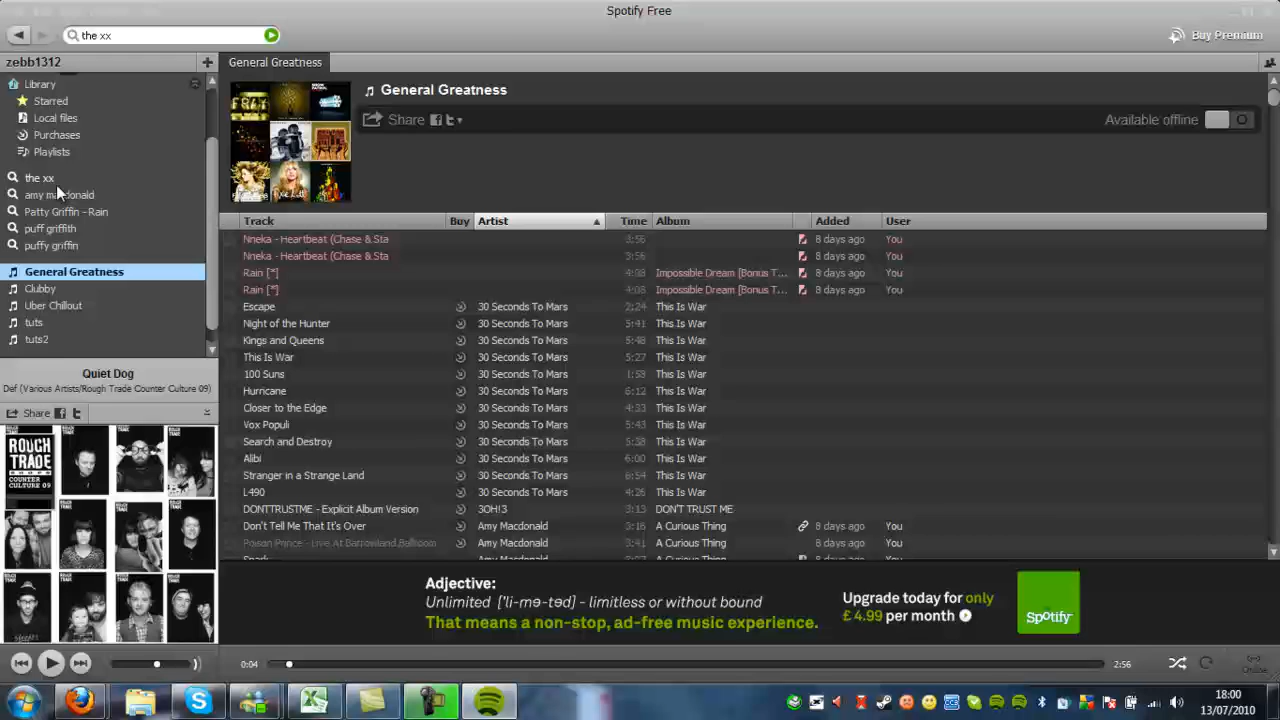 Spotify Free
the xx
Buy Premium
zebb1312
General Greatness
Library
Starred
Local files
Purchases
Playlists
the xx
amy macdonald
Patty Griffin - Rain
puff griffith
puffy griffin
General Greatness
Clubby
Uber Chillout
tuts
tuts2
General Greatness
Share
Available offline
Track Buy Artist Time Album Added User
Nneka - Heartbeat (Chase & Sta 3:56 8 days ago You
Nneka - Heartbeat (Chase & Sta 3:56 8 days ago You
Rain [*] 4:08 Impossible Dream [Bonus T... 8 days ago You
Rain [*] 4:08 Impossible Dream [Bonus T... 8 days ago You
Escape 30 Seconds To Mars 2:24 This Is War
Night of the Hunter 30 Seconds To Mars 5:41 This Is War
Kings and Queens 30 Seconds To Mars 5:48 This Is War
This Is War 30 Seconds To Mars 5:27 This Is War
100 Suns 30 Seconds To Mars 1:58 This Is War
Hurricane 30 Seconds To Mars 6:12 This Is War
Closer to the Edge 30 Seconds To Mars 4:33 This Is War
Vox Populi 30 Seconds To Mars 5:43 This Is War
Search and Destroy 30 Seconds To Mars 5:38 This Is War
Alibi 30 Seconds To Mars 6:00 This Is War
Stranger in a Strange Land 30 Seconds To Mars 6:54 This Is War
L490 30 Seconds To Mars 4:26 This Is War
DONTTRUSTME - Explicit Album Version 3OH!3 3:13 DON'T TRUST ME
Don't Tell Me That It's Over Amy Macdonald 3:16 A Curious Thing 8 days ago You
Poison Prince - Live At Barrowland Ballroom Amy Macdonald 3:41 A Curious Thing 8 days ago You
Spark Amy Macdonald A Curious Thing 8 days ago You
Quiet Dog
Def (Various Artists/Rough Trade Counter Culture 09)
Share
ROUGH
TRADE
SHOPS
COUNTER
CULTURE 09
Adjective:
Unlimited ['li-mə-təd] - limitless or without bound
That means a non-stop, ad-free music experience.
Upgrade today for only
£4.99 per month
Spotify
0:04
2:56
Online
18:00
13/07/2010